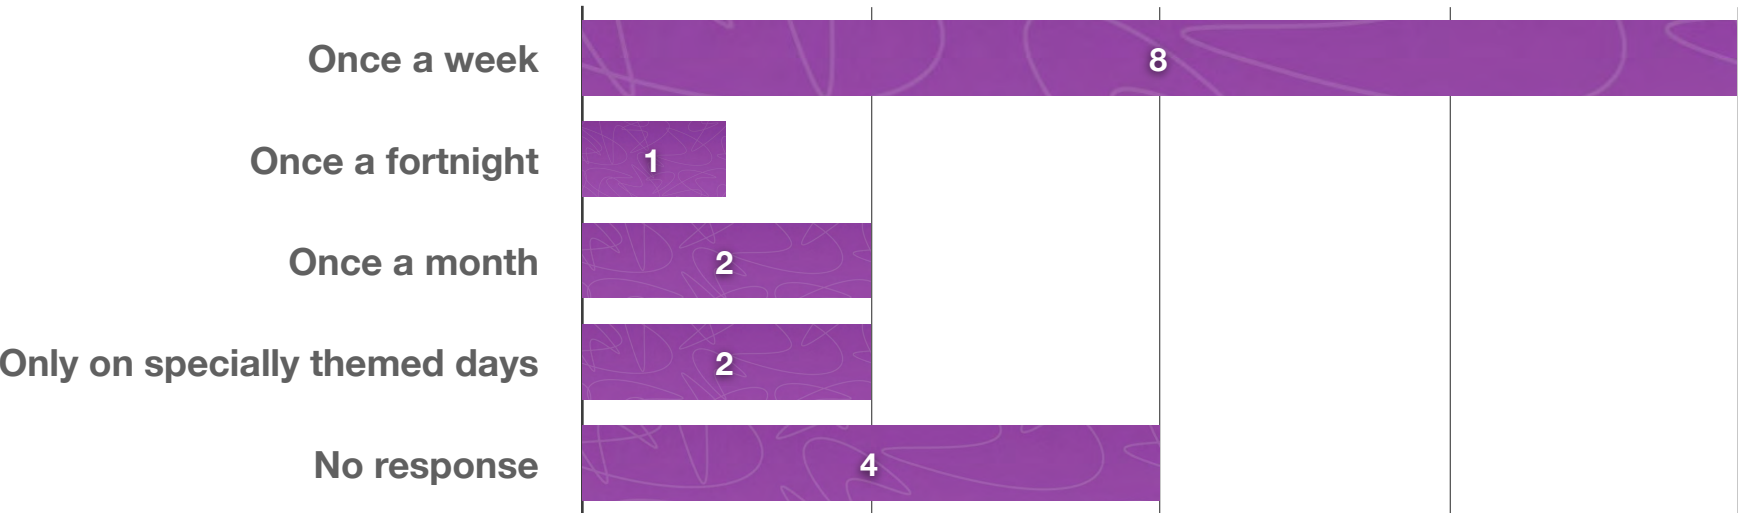 Once a week
8
Once a fortnight
1
Once a month
2
Only on specially themed days
2
No response
4